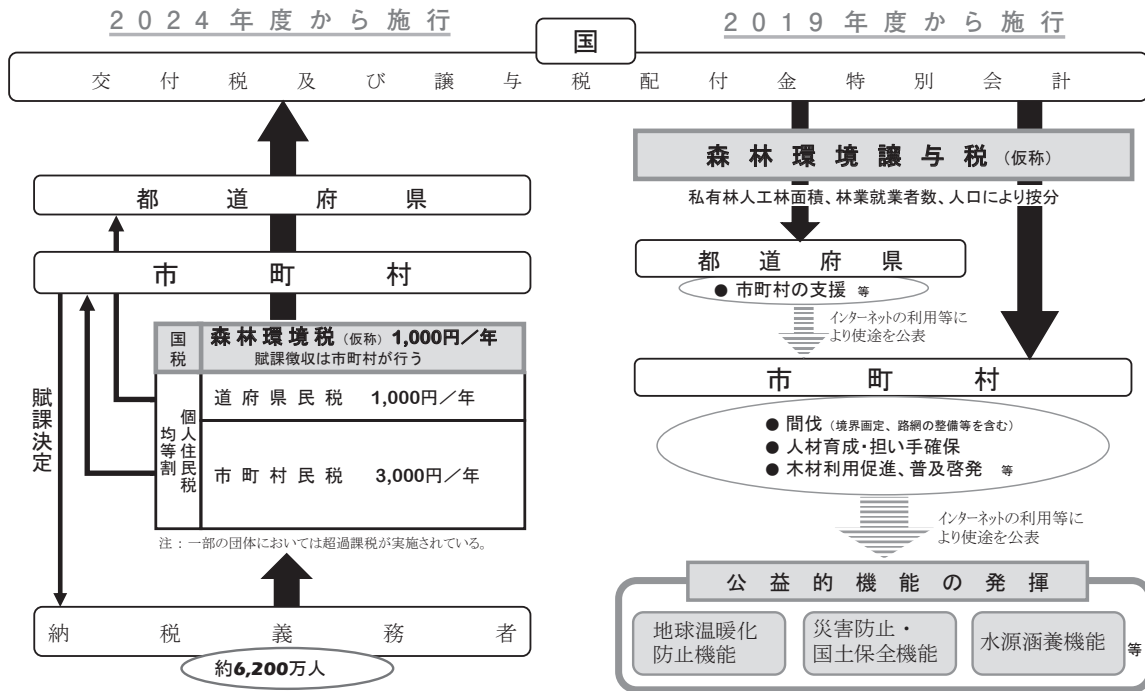 2024年度から施行
2019年度から施行
国
交付税及び譲与税配付金特別会計
都道府県
市町村
国税
森林環境税（仮称）1,000円／年
賦課徴収は市町村が行う
個人住民税
均等割
道府県民税 1,000円／年
市町村民税 3,000円／年
賦課決定
注：一部の団体においては超過課税が実施されている。
納税義務者
約6,200万人
森林環境譲与税（仮称）
私有林人工林面積、林業就業者数、人口により按分
都道府県
● 市町村の支援 等
インターネットの利用等に
より使途を公表
市町村
● 間伐（境界画定、路網の整備等を含む）
● 人材育成・担い手確保
● 木材利用促進、普及啓発 等
インターネットの利用等に
より使途を公表
公益的機能の発揮
地球温暖化
防止機能
災害防止・
国土保全機能
水源涵養機能
等